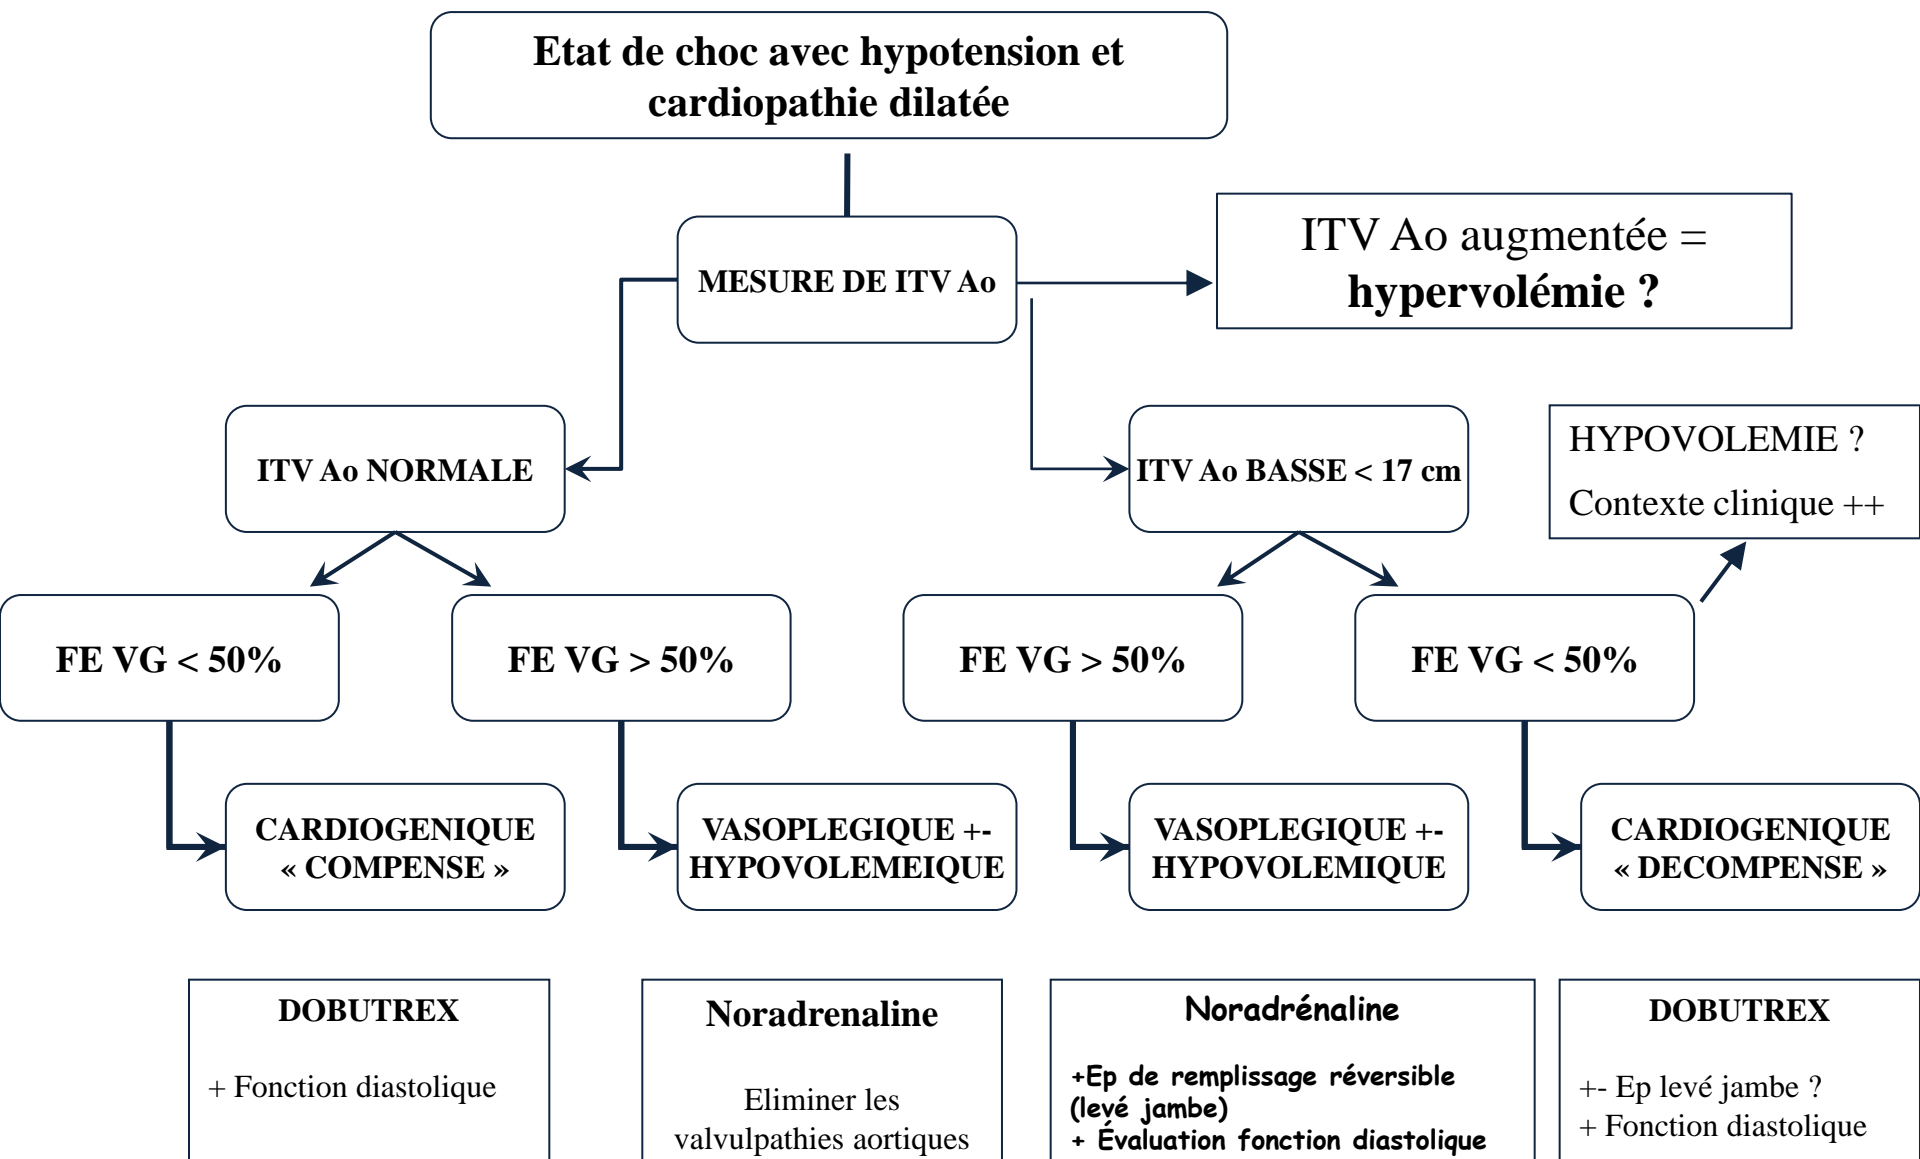 Etat de choc avec hypotension et
cardiopathie dilatée
MESURE DE ITV Ao
ITV Ao augmentée =
hypervolémie ?
ITV Ao NORMALE
ITV Ao BASSE < 17 cm
HYPOVOLEMIE ?
Contexte clinique ++
FE VG < 50%
FE VG > 50%
FE VG > 50%
FE VG < 50%
CARDIOGENIQUE
« COMPENSE »
VASOPLEGIQUE +-
HYPOVOLEMEIQUE
VASOPLEGIQUE +-
HYPOVOLEMIQUE
CARDIOGENIQUE
« DECOMPENSE »
DOBUTREX
+ Fonction diastolique
Noradrenaline
Eliminer les
valvulpathies aortiques
Noradrénaline
+Ep de remplissage réversible
(levé jambe)
+ Évaluation fonction diastolique
DOBUTREX
+- Ep levé jambe ?
+ Fonction diastolique